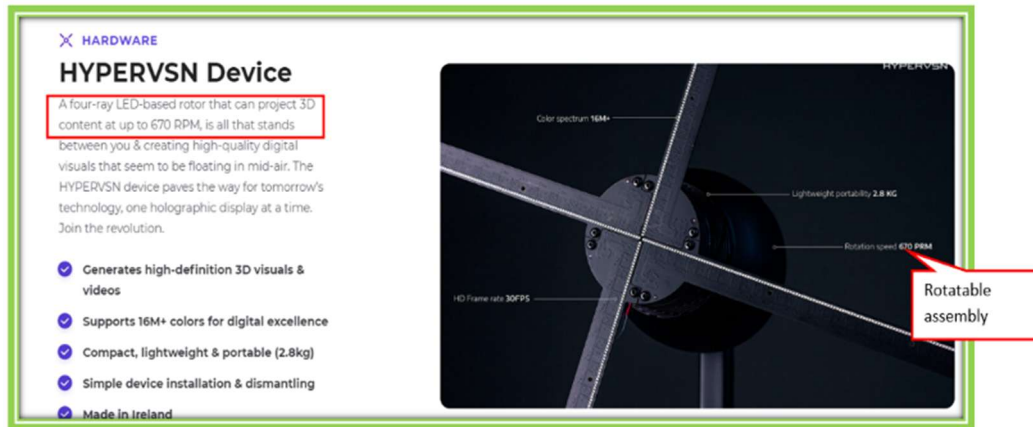 HARDWARE
HYPERVSN Device
A four-ray LED-based rotor that can project 3D
content at up to 670 RPM, is all that stands
between you & creating high-quality digital
visuals that seem to be floating in mid-air. The
HYPERVSN device paves the way for tomorrow's
technology, one holographic display at a time.
Join the revolution.
Generates high-definition 3D visuals &
videos
Supports 16M+ colors for digital excellence
Compact, lightweight & portable (2.8kg)
Simple device installation & dismantling
Made in Ireland
HYPERVSN
Color spectrum 16M+
Lightweight portability 2.8 KG
Rotation speed 670 PRM
HD Frame rate 30FPS
Rotatable
assembly